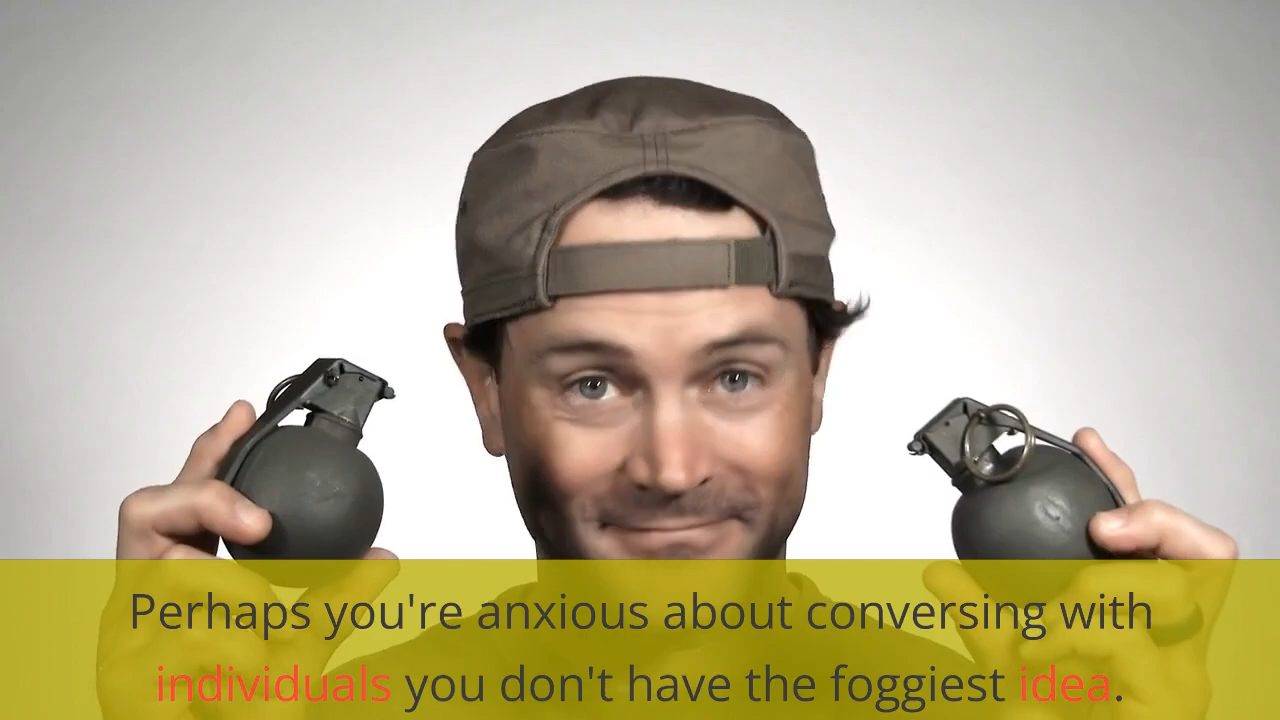 Perhaps you're anxious about conversing with
individuals you don't have the foggiest idea.